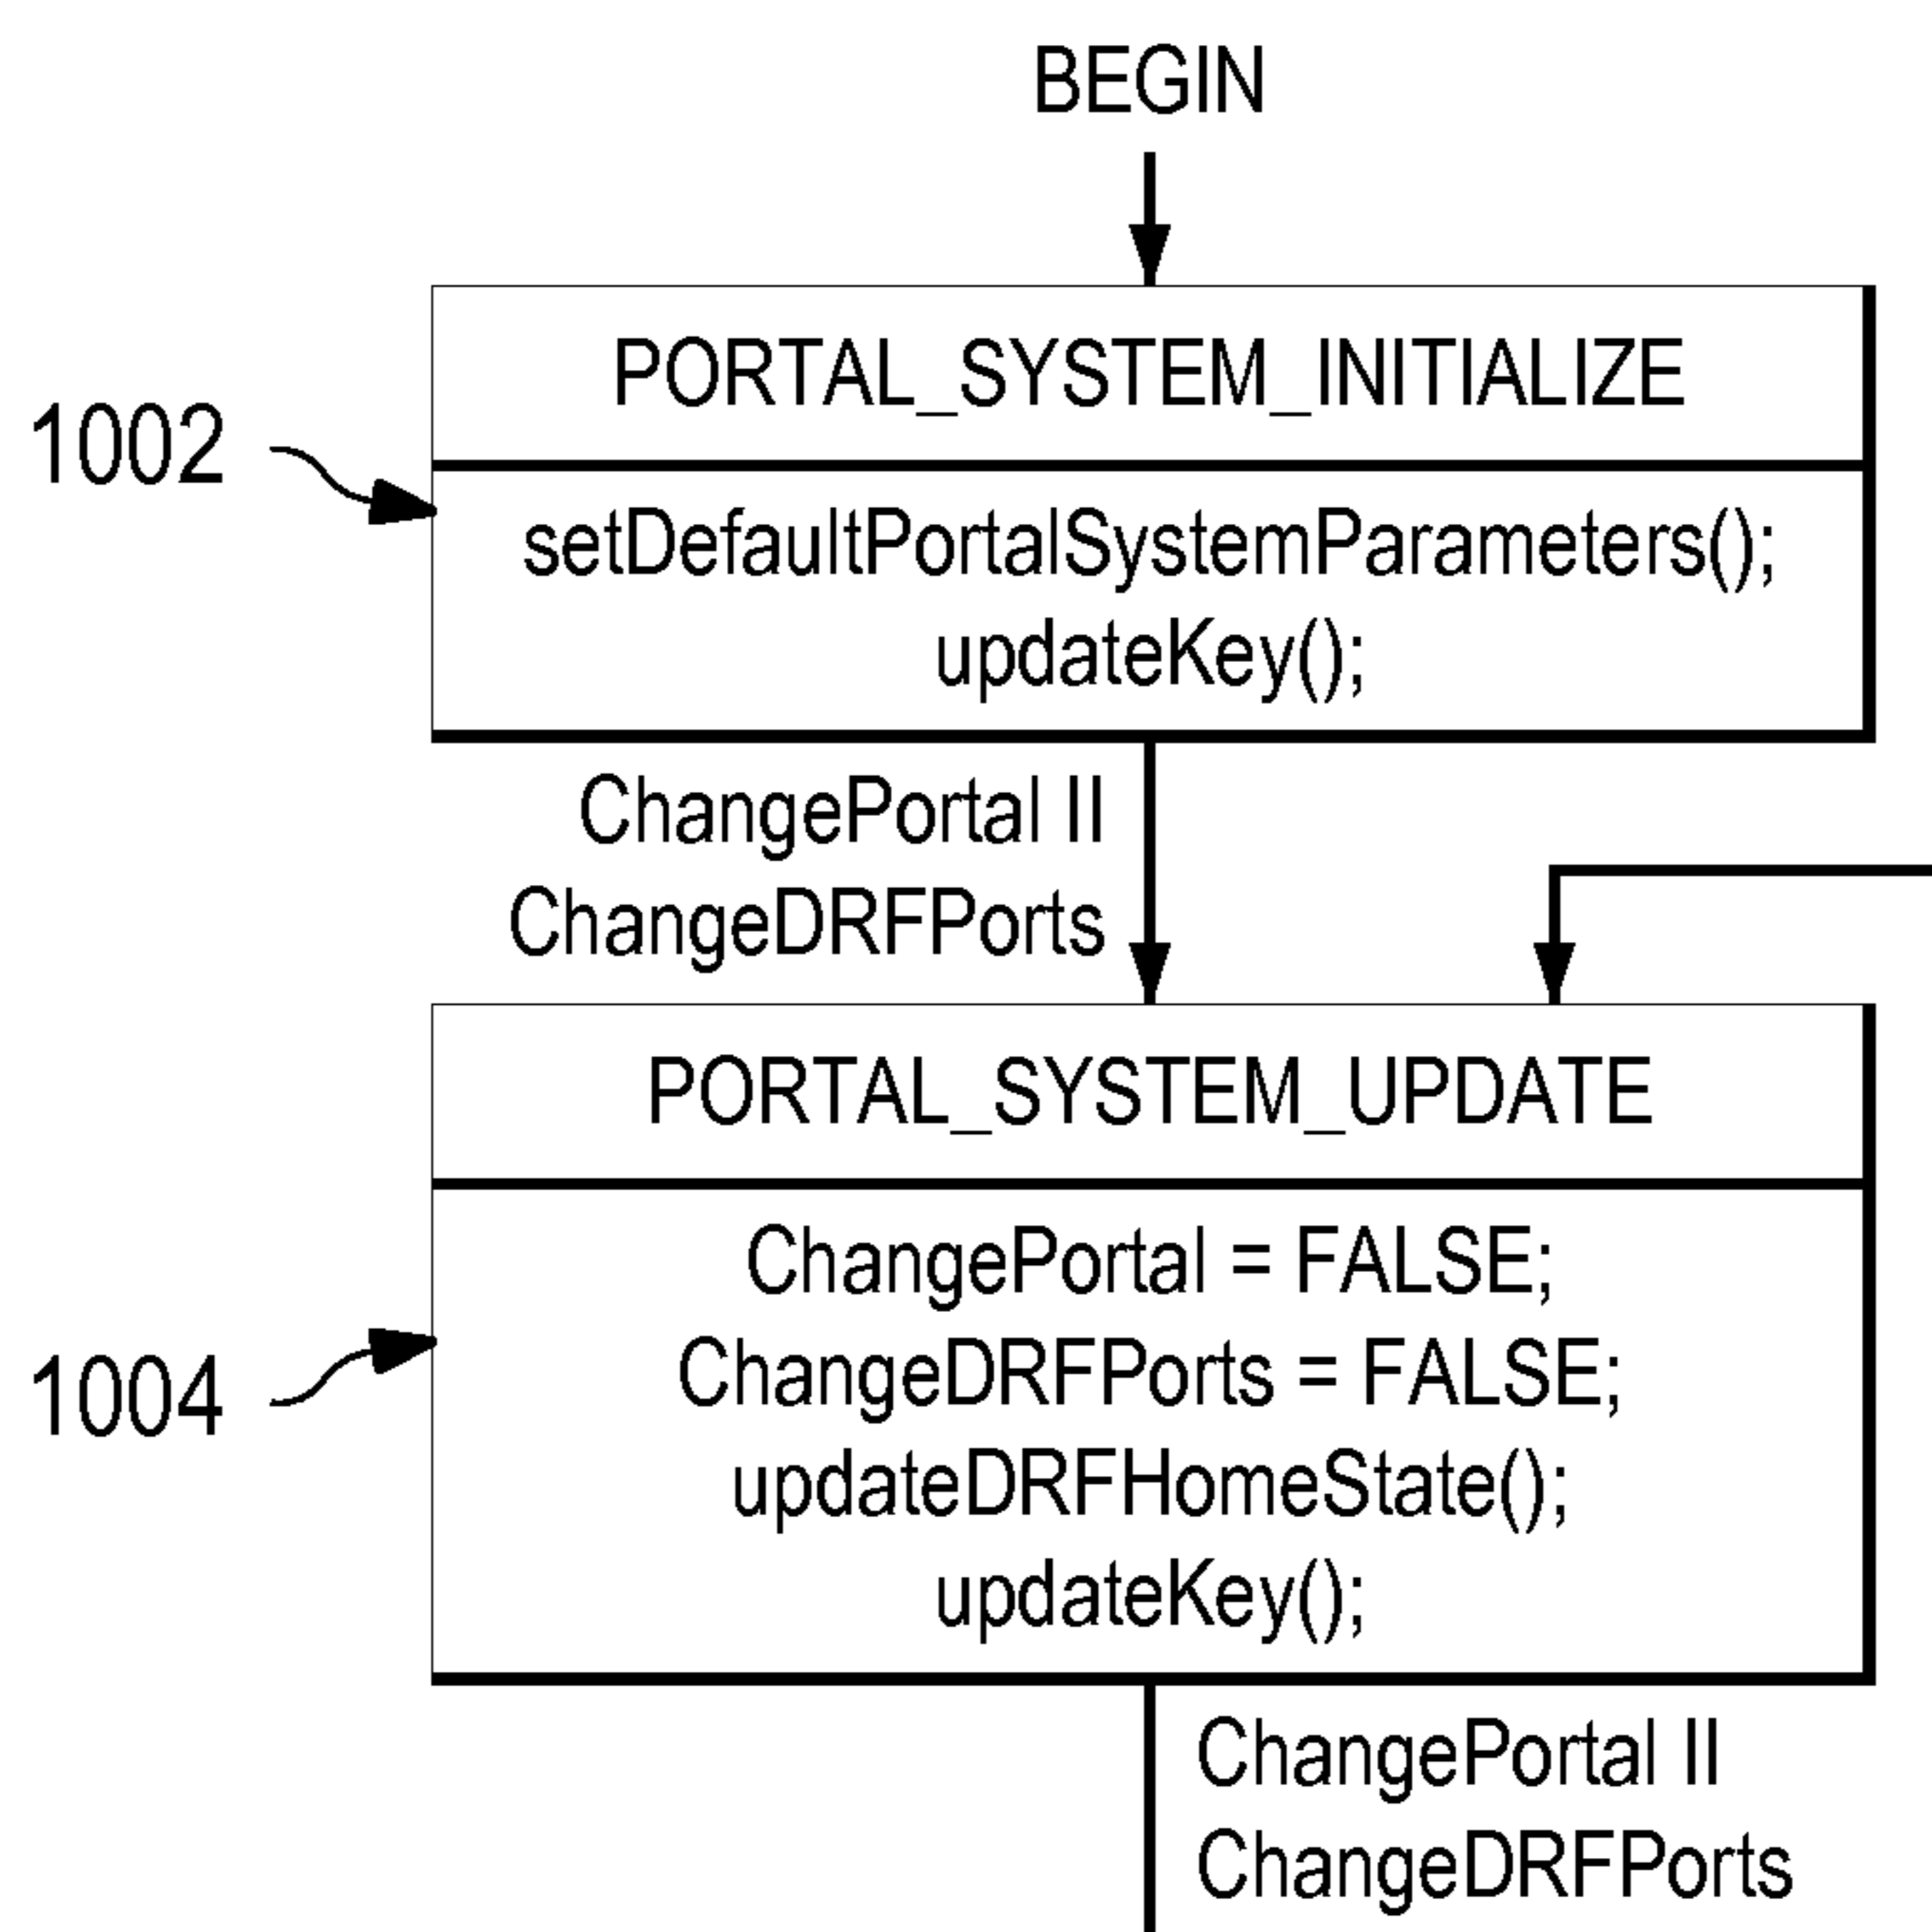 BEGIN
PORTAL_SYSTEM_INITIALIZE
1002
setDefaultPortalSystemParameters();
updateKey();
ChangePortal II
ChangeDRFPorts
PORTAL_SYSTEM_UPDATE
ChangePortal = FALSE;
ChangeDRFPorts = FALSE;
1004
updateDRFHomeState();
updateKey();
ChangePortal II
ChangeDRFPorts